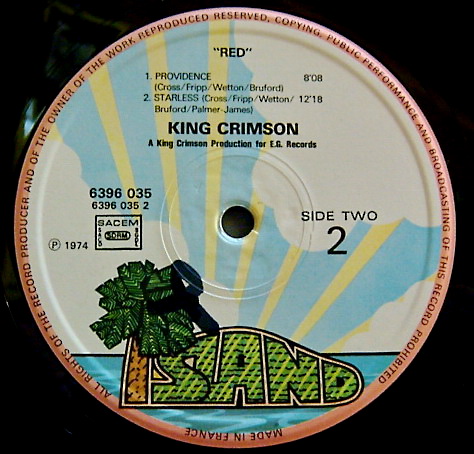 ALL RIGHTS OF THE RECORD PRODUCER AND OF THE OWNER OF THE WORK REPRODUCED RESERVED. COPYING, PUBLIC PERFORMANCE AND BROADCASTING OF THIS RECORD PROHIBITED
"RED"
1. PROVIDENCE 8'08
(Cross/Fripp/Wetton/Bruford)
2. STARLESS (Cross/Fripp/Wetton/ 12'18
Bruford/Palmer-James)
KING CRIMSON
A King Crimson Production for E.G. Records
6396 035
6396 035 2
SIDE TWO
2
SACEM
SACD SDRM SGDL
℗ 1974
ISLAND
MADE IN FRANCE